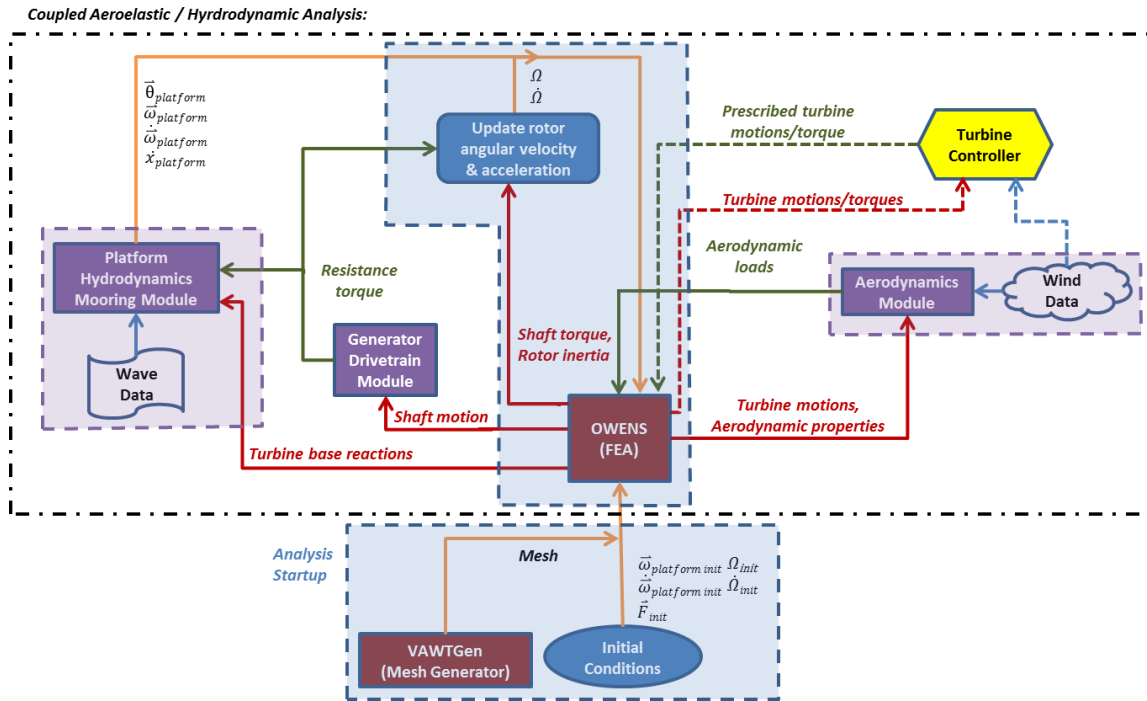 Coupled Aeroelastic / Hyrdrodynamic Analysis:
θ⃗ platform
ω⃗ platform
ω̇⃗ platform
ẋ platform
Ω
Ω̇
Update rotor
angular velocity
& acceleration
Prescribed turbine
motions/torque
Turbine
Controller
Turbine motions/torques
Platform
Hydrodynamics
Mooring Module
Resistance
torque
Aerodynamic
loads
Aerodynamics
Module
Wind
Data
Wave
Data
Generator
Drivetrain
Module
Shaft torque,
Rotor inertia
Shaft motion
OWENS
(FEA)
Turbine motions,
Aerodynamic properties
Turbine base reactions
Analysis
Startup
Mesh
ω⃗ platform init Ω init
ω̇⃗ platform init Ω̇ init
F⃗ init
VAWTGen
(Mesh Generator)
Initial
Conditions